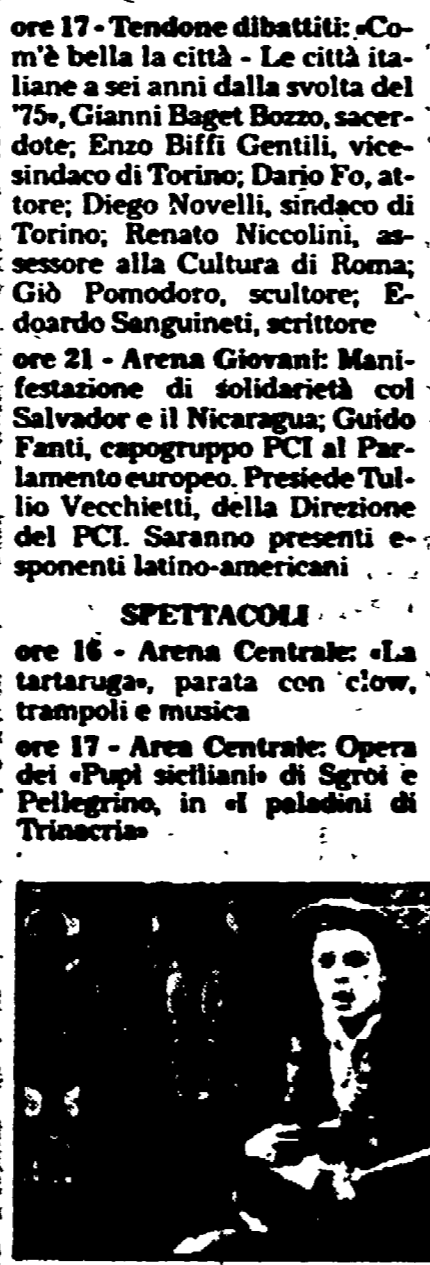 ore 17 - Tendone dibattiti: «Co-
m'è bella la città - Le città ita-
liane a sei anni dalla svolta del
'75», Gianni Baget Bozzo, sacer-
dote; Enzo Biffi Gentili, vice-
sindaco di Torino; Dario Fo, at-
tore; Diego Novelli, sindaco di
Torino; Renato Niccolini, as-
sessore alla Cultura di Roma;
Giò Pomodoro, scultore; E-
doardo Sanguineti, scrittore
ore 21 - Arena Giovani: Mani-
festazione di solidarietà col
Salvador e il Nicaragua; Guido
Fanti, capogruppo PCI al Par-
lamento europeo. Presiede Tul-
lio Vecchietti, della Direzione
del PCI. Saranno presenti e-
sponenti latino-americani
SPETTACOLI
ore 16 - Arena Centrale: «La
tartaruga», parata con clow,
trampoli e musica
ore 17 - Area Centrale: Opera
dei «Pupi siciliani» di Sgroi e
Pellegrino, in «I paladini di
Trinacria»